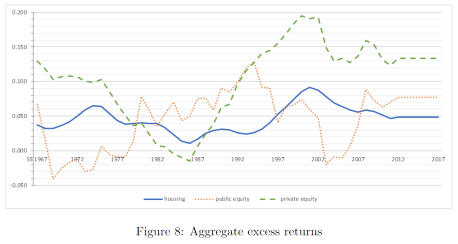 0.200
0.150
0.100
0.050
0.000
-0.050
SS 1967 1972 1977 1982 1987 1992 1997 2002 2007 2012 2017
housing public equity private equity
Figure 8: Aggregate excess returns